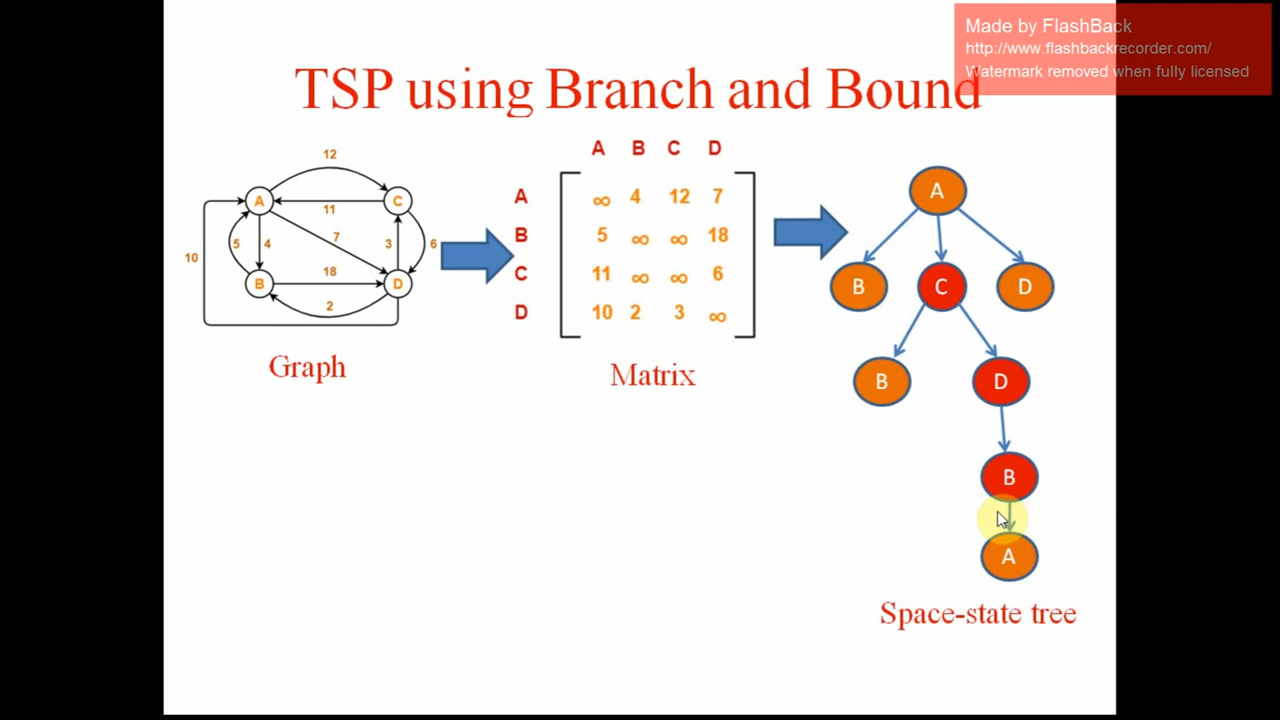 Made by FlashBack
http://www.flashbackrecorder.com/
Watermark removed when fully licensed
TSP using Branch and Bound
12
A
C
11
10
5
4
7
3
6
B
18
D
2
Graph
A B C D
A ∞ 4 12 7
B 5 ∞ ∞ 18
C 11 ∞ ∞ 6
D 10 2 3 ∞
Matrix
A
B C D
B D
B
A
Space-state tree